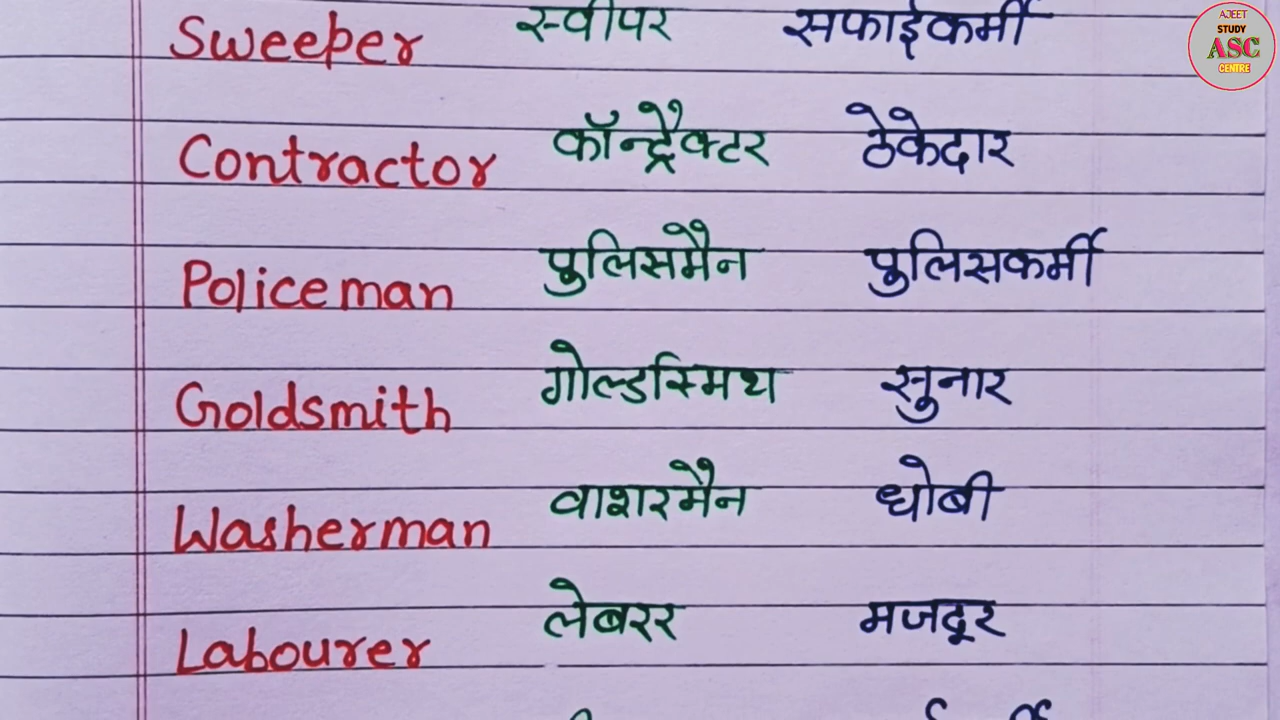 Sweeper स्वीपर सफाईकर्मी
AJEET
STUDY
ASC
CENTRE
Contractor कॉन्ट्रैक्टर ठेकेदार
Policeman पुलिसमैन पुलिसकर्मी
Goldsmith गोल्डस्मिथ सुनार
Washerman वाशरमैन धोबी
Labourer लेबरर मजदूर